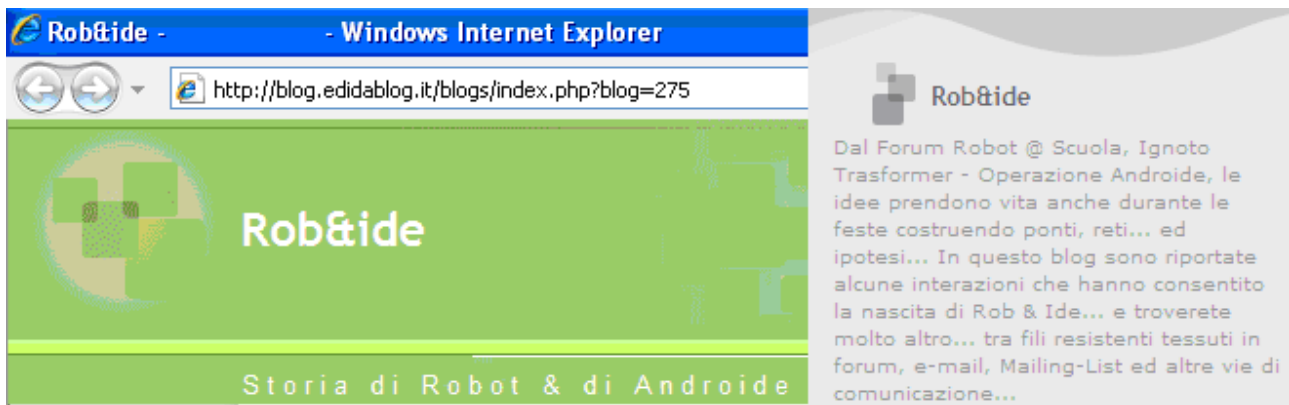 Rob&ide - - Windows Internet Explorer
http://blog.edidablog.it/blogs/index.php?blog=275
Rob&ide
Storia di Robot & di Androide
Rob&ide
Dal Forum Robot @ Scuola, Ignoto
Trasformer - Operazione Androide, le
idee prendono vita anche durante le
feste costruendo ponti, reti... ed
ipotesi... In questo blog sono riportate
alcune interazioni che hanno consentito
la nascita di Rob & Ide... e troverete
molto altro... tra fili resistenti tessuti in
forum, e-mail, Mailing-List ed altre vie di
comunicazione...